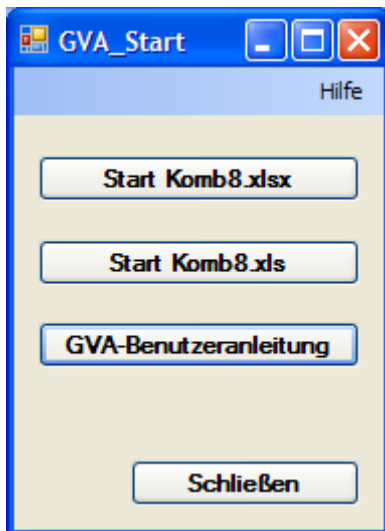 GVA_Start
Hilfe
Start Komb8.xlsx
Start Komb8.xls
GVA-Benutzeranleitung
Schließen